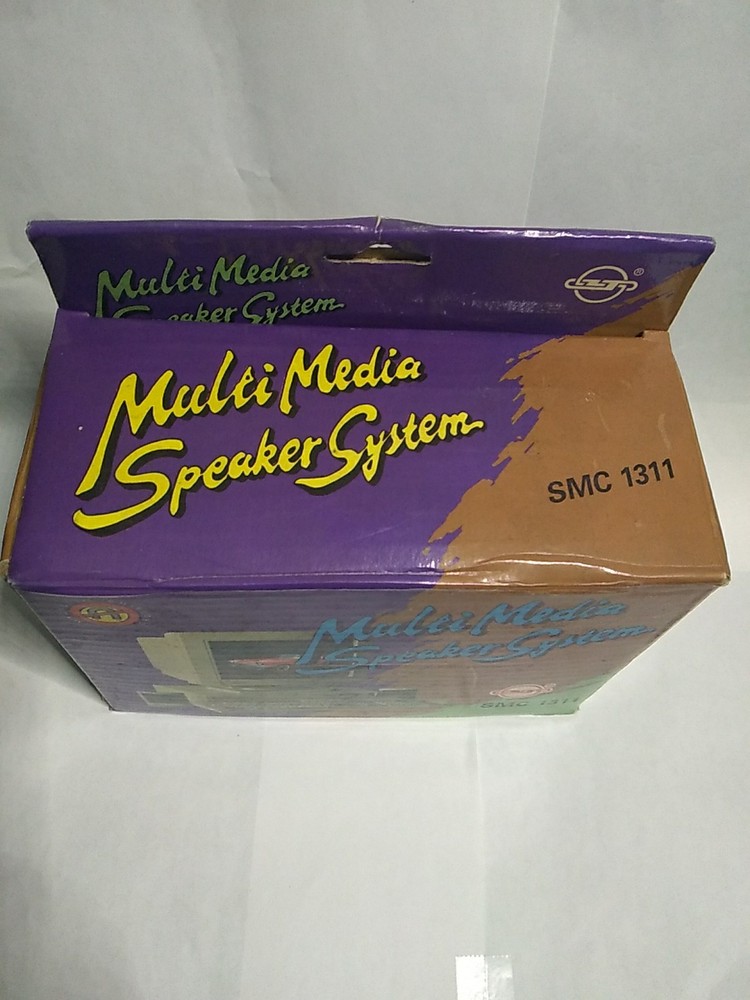 Multi Media
Speaker System
®
Multi Media
Speaker System
SMC 1311
Multi Media
Speaker System
SMC 1311